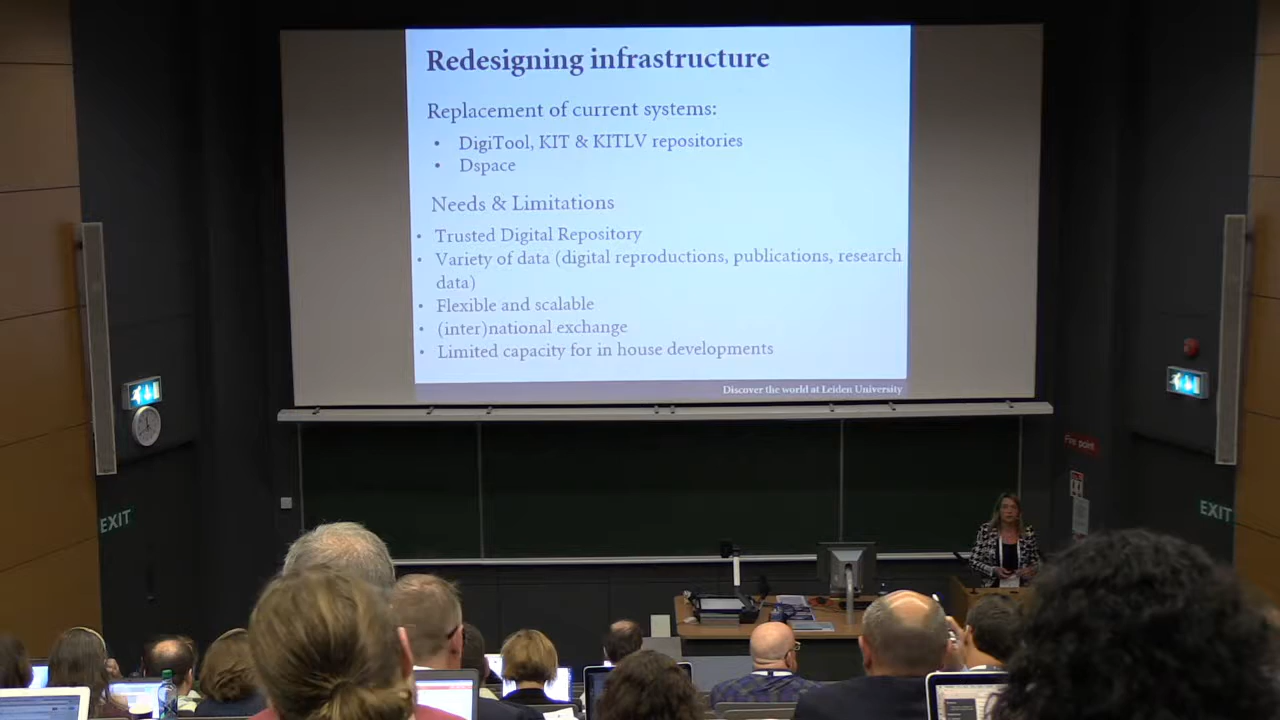 Redesigning infrastructure
Replacement of current systems:
• DigiTool, KIT & KITLV repositories
• Dspace
Needs & Limitations
• Trusted Digital Repository
• Variety of data (digital reproductions, publications, research
data)
• Flexible and scalable
• (inter)national exchange
• Limited capacity for in house developments
Discover the world at Leiden University
Fire point
EXIT
EXIT